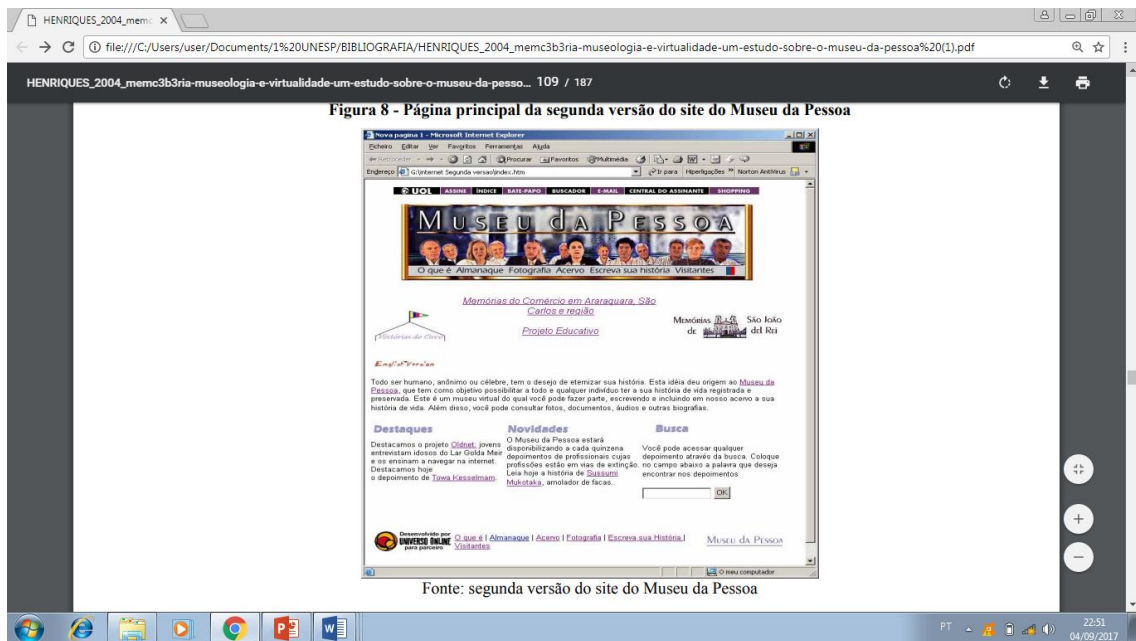 HENRIQUES_2004_memc
file:///C:/Users/user/Documents/1%20UNESP/BIBLIOGRAFIA/HENRIQUES_2004_memc3b3ria-museologia-e-virtualidade-um-estudo-sobre-o-museu-da-pessoa%20(1).pdf
HENRIQUES_2004_memc3b3ria-museologia-e-virtualidade-um-estudo-sobre-o-museu-da-pesso... 109 / 187
Figura 8 - Página principal da segunda versão do site do Museu da Pessoa
Nova pagina 1 - Microsoft Internet Explorer
Ficheiro Editar Ver Favoritos Ferramentas Ajuda
Retroceder Procurar Favoritos Multimédia
Endereço G:\internet Segunda versao\index.htm Ir para Hiperligações » Norton AntiVirus
UOL ASSINE ÍNDICE BATE-PAPO BUSCADOR E-MAIL CENTRAL DO ASSINANTE SHOPPING
MUSEU dA PESSOA
O que é Almanaque Fotografia Acervo Escreva sua história Visitantes
Memórias do Comércio em Araraquara, São
Carlos e região
Projeto Educativo
Histórias do Circo
Memórias São João
de del Rei
English Version
Todo ser humano, anônimo ou célebre, tem o desejo de eternizar sua história. Esta idéia deu origem ao Museu da
Pessoa, que tem como objetivo possibilitar a todo e qualquer indivíduo ter a sua história de vida registrada e
preservada. Este é um museu virtual do qual você pode fazer parte, escrevendo e incluindo em nosso acervo a sua
história de vida. Além disso, você pode consultar fotos, documentos, áudios e outras biografias.
Destaques
Destacamos o projeto Oldnet: jovens
entrevistam idosos do Lar Golda Meir
e os ensinam a navegar na internet.
Destacamos hoje
o depoimento de Towa Kesselmam.
Novidades
O Museu da Pessoa estará
disponibilizando a cada quinzena
depoimentos de profissionais cujas
profissões estão em vias de extinção.
Leia hoje a história de Sussumi
Mukotaka, amolador de facas.
Busca
Você pode acessar qualquer
depoimento através da busca. Coloque
no campo abaixo a palavra que deseja
encontrar nos depoimentos
OK
Desenvolvido por
UNIVERSO ONLINE
para parceiro
O que é | Almanaque | Acervo | Fotografia | Escreva sua História |
Visitantes
MUSEU DA PESSOA
O meu computador
Fonte: segunda versão do site do Museu da Pessoa
PT
22:51
04/09/2017